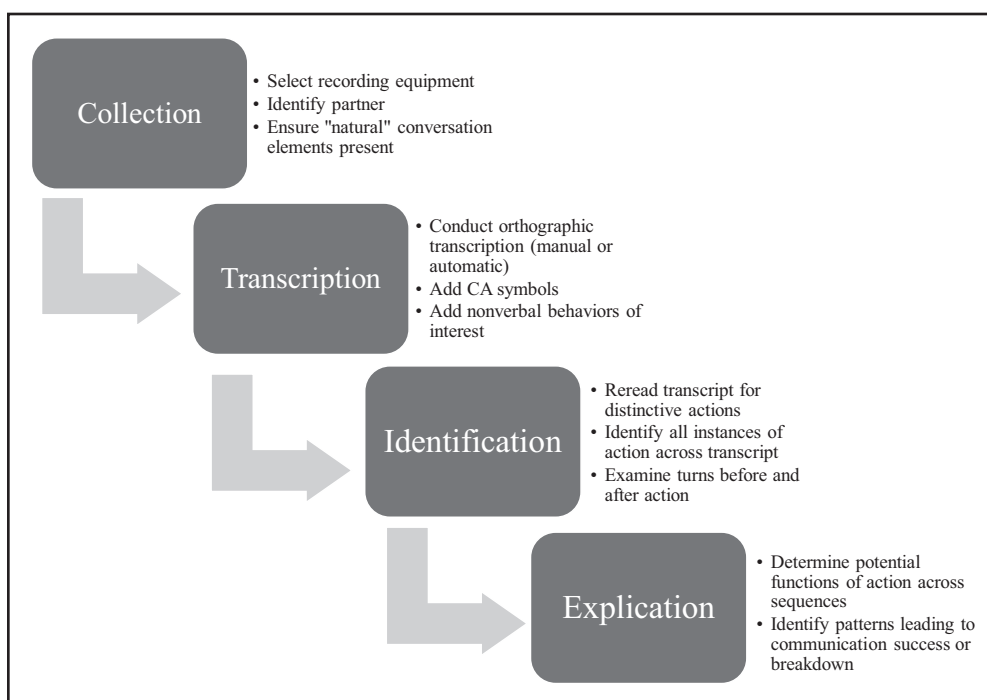 Collection
• Select recording equipment
• Identify partner
• Ensure "natural" conversation
elements present
Transcription
• Conduct orthographic
transcription (manual or
automatic)
• Add CA symbols
• Add nonverbal behaviors of
interest
Identification
• Reread transcript for
distinctive actions
• Identify all instances of
action across transcript
• Examine turns before and
after action
Explication
• Determine potential
functions of action across
sequences
• Identify patterns leading to
communication success or
breakdown